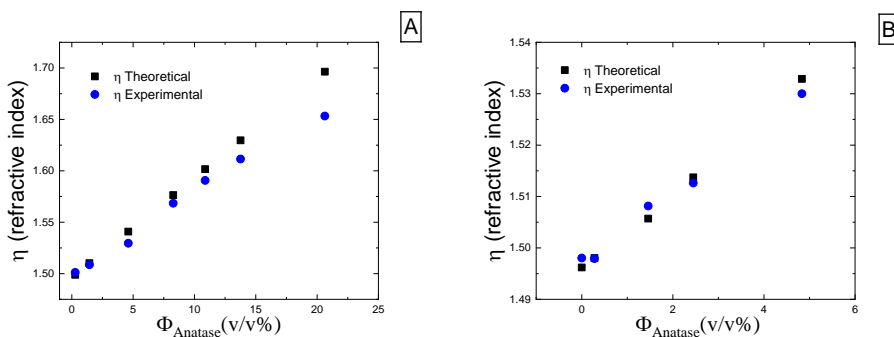 A
η (refractive index)
1.70
1.65
1.60
1.55
1.50
η Theoretical
η Experimental
0 5 10 15 20 25
Φ_Anatase(v/v%)
B
η (refractive index)
1.54
1.53
1.52
1.51
1.50
1.49
η Theoretical
η Experimental
0 2 4 6
Φ_Anatase(v/v%)